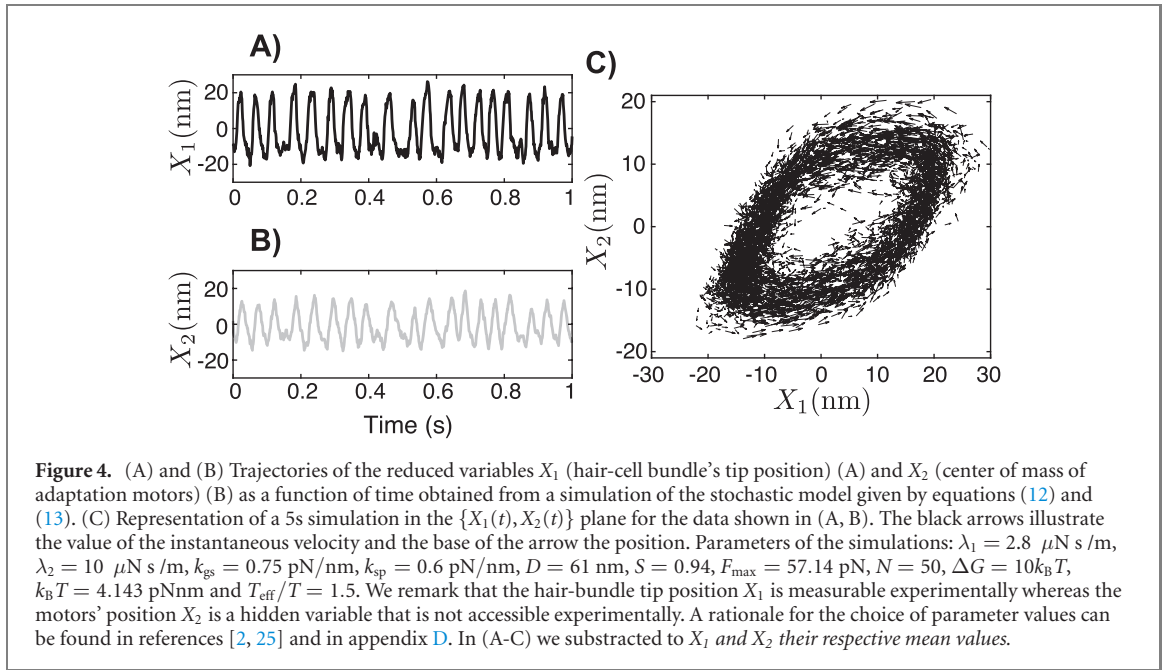 A)
X₁(nm)
20
0
-20
0 0.2 0.4 0.6 0.8 1
B)
X₂(nm)
20
0
-20
0 0.2 0.4 0.6 0.8 1
Time (s)
C)
X₂(nm)
20
10
0
-10
-20
-30 -20 -10 0 10 20 30
X₁(nm)
Figure 4. (A) and (B) Trajectories of the reduced variables X₁ (hair-cell bundle's tip position) (A) and X₂ (center of mass of
adaptation motors) (B) as a function of time obtained from a simulation of the stochastic model given by equations (12) and
(13). (C) Representation of a 5s simulation in the {X₁(t), X₂(t)} plane for the data shown in (A, B). The black arrows illustrate
the value of the instantaneous velocity and the base of the arrow the position. Parameters of the simulations: λ₁ = 2.8 μN s /m,
λ₂ = 10 μN s /m, k_gs = 0.75 pN/nm, k_sp = 0.6 pN/nm, D = 61 nm, S = 0.94, F_max = 57.14 pN, N = 50, ΔG = 10k_BT,
k_BT = 4.143 pNnm and T_eff/T = 1.5. We remark that the hair-bundle tip position X₁ is measurable experimentally whereas the
motors' position X₂ is a hidden variable that is not accessible experimentally. A rationale for the choice of parameter values can
be found in references [2, 25] and in appendix D. In (A-C) we substracted to X₁ and X₂ their respective mean values.